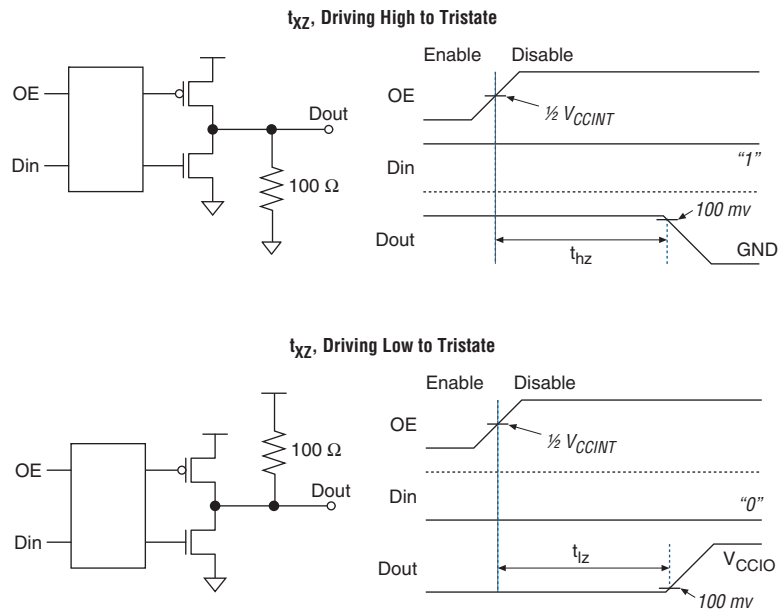 tXZ, Driving High to Tristate
Enable Disable
OE
Din
Dout
100 Ω
OE
½ VCCINT
Din
“1”
Dout
100 mv
thz
GND
tXZ, Driving Low to Tristate
Enable Disable
OE
Din
100 Ω
Dout
OE
½ VCCINT
Din
“0”
Dout
tlz
VCCIO
100 mv